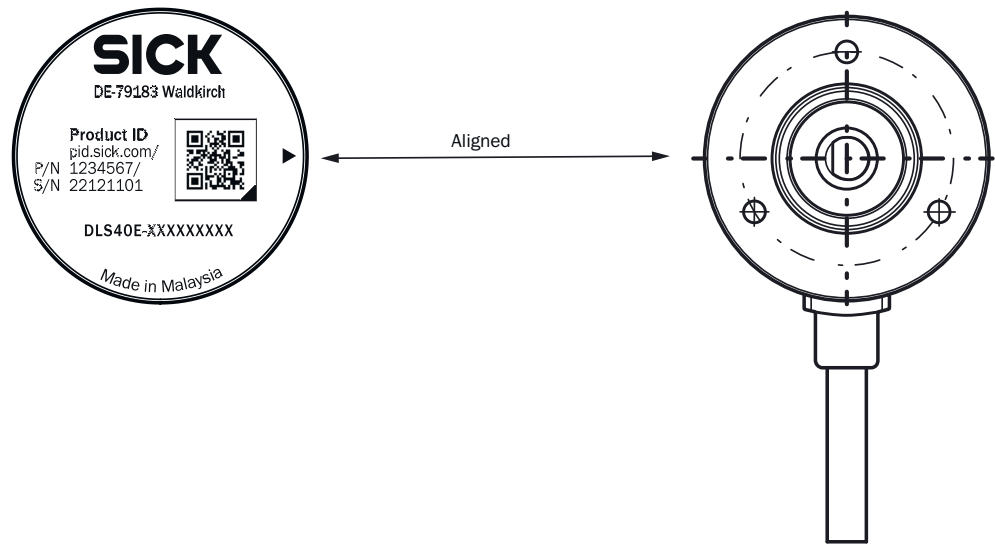 SICK
DE-79183 Waldkirch
Product ID
pid.sick.com/
P/N 1234567/
S/N 22121101
DLS40E-XXXXXXXXX
Made in Malaysia
Aligned